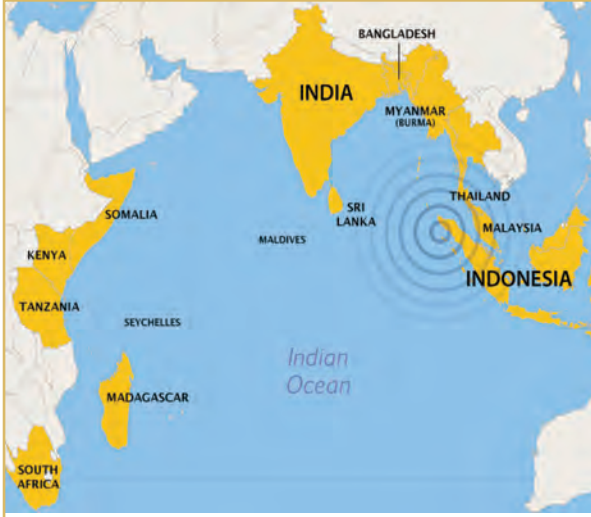 BANGLADESH
INDIA
MYANMAR
(BURMA)
THAILAND
SRI
LANKA
MALAYSIA
SOMALIA
MALDIVES
KENYA
INDONESIA
TANZANIA
SEYCHELLES
Indian
Ocean
MADAGASCAR
SOUTH
AFRICA